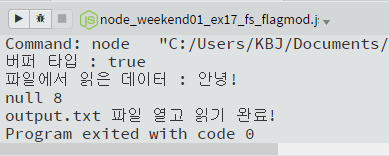 node_weekend01_ex17_fs_flagmod.js
Command: node "C:/Users/KBJ/Documents/
버퍼 타입 : true
파일에서 읽은 데이터 : 안녕!
null 8
output.txt 파일 열고 읽기 완료!
Program exited with code 0